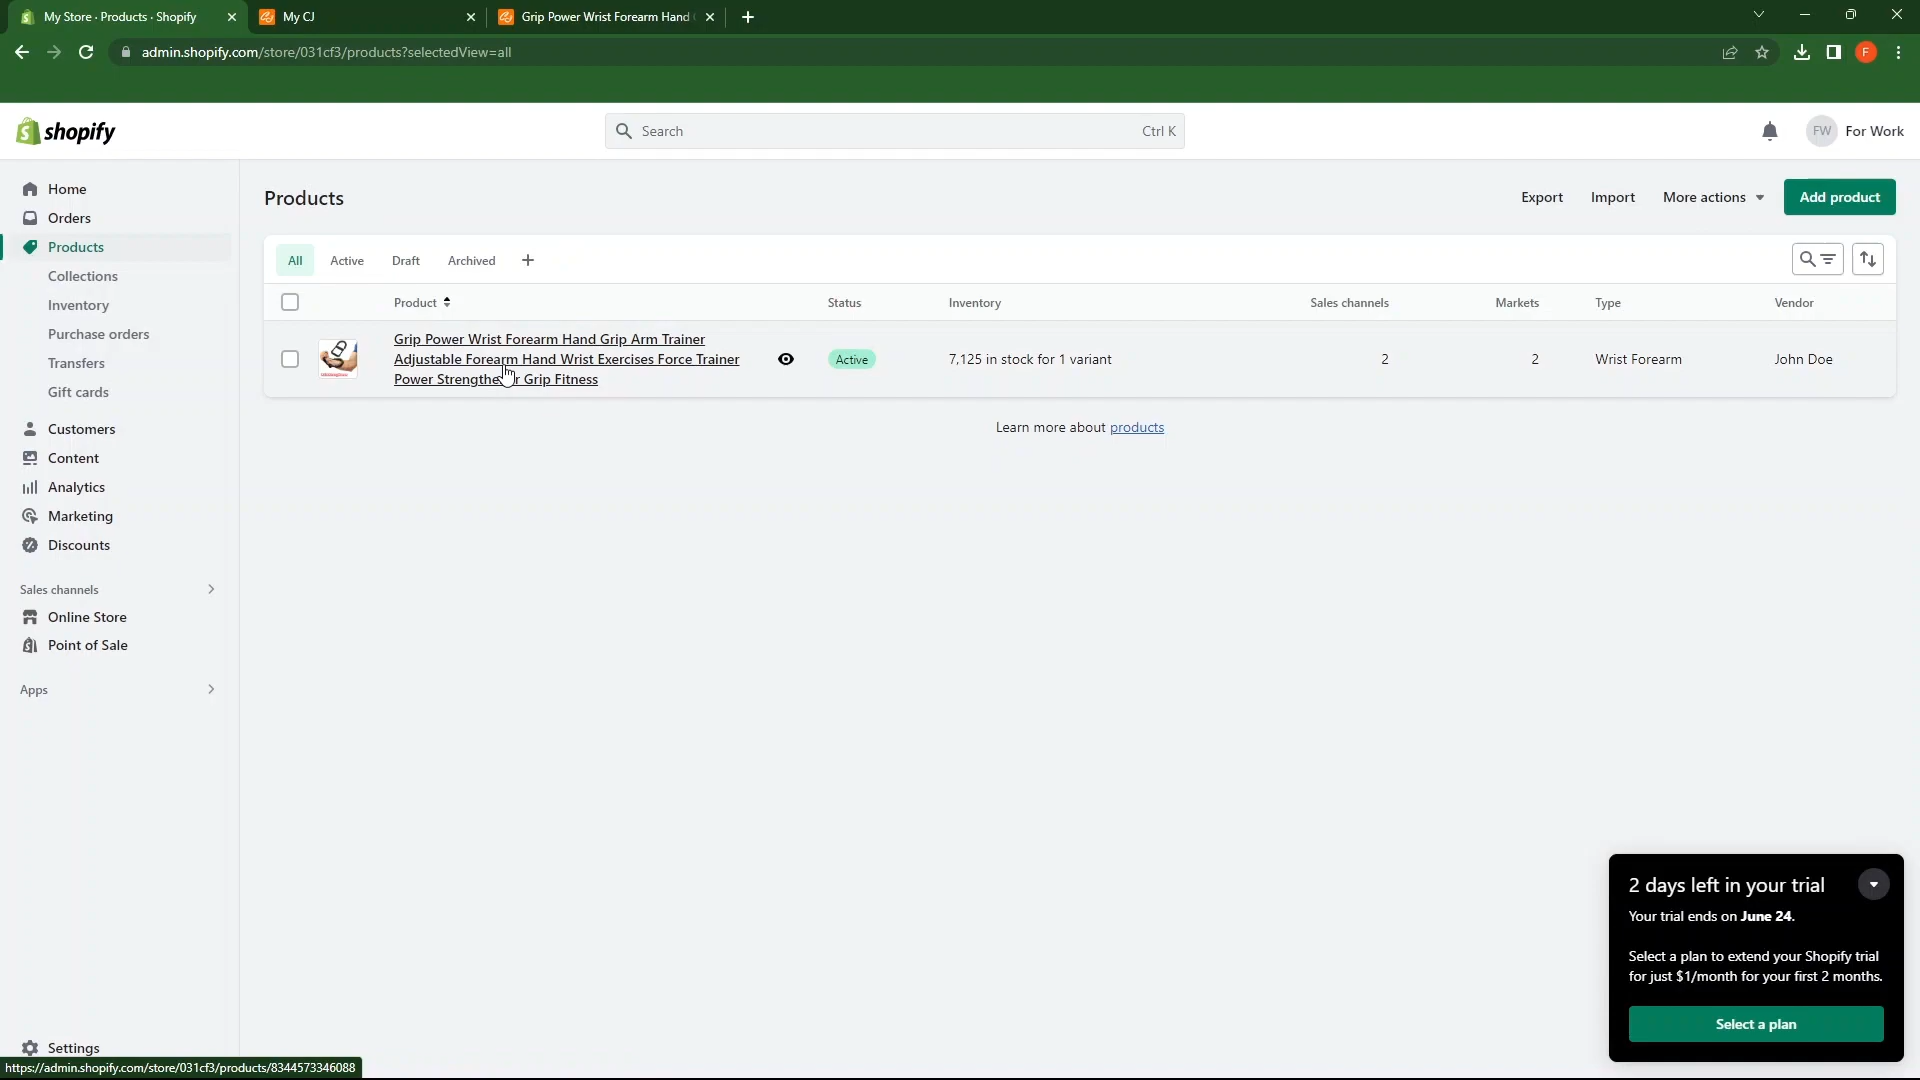 My Store · Products · Shopify
My CJ
Grip Power Wrist Forearm Hand
admin.shopify.com/store/031cf3/products?selectedView=all
F
shopify
Search
Ctrl K
FW
For Work
Home
Orders
Products
Collections
Inventory
Purchase orders
Transfers
Gift cards
Customers
Content
Analytics
Marketing
Discounts
Sales channels
Online Store
Point of Sale
Apps
Settings
Products
Export
Import
More actions
Add product
All
Active
Draft
Archived
Product
Status
Inventory
Sales channels
Markets
Type
Vendor
Grip Power Wrist Forearm Hand Grip Arm Trainer
Adjustable Forearm Hand Wrist Exercises Force Trainer
Power Strengthe r Grip Fitness
Active
7,125 in stock for 1 variant
2
2
Wrist Forearm
John Doe
Learn more about products
2 days left in your trial
Your trial ends on June 24.
Select a plan to extend your Shopify trial
for just $1/month for your first 2 months.
Select a plan
https://admin.shopify.com/store/031cf3/products/8344573346088